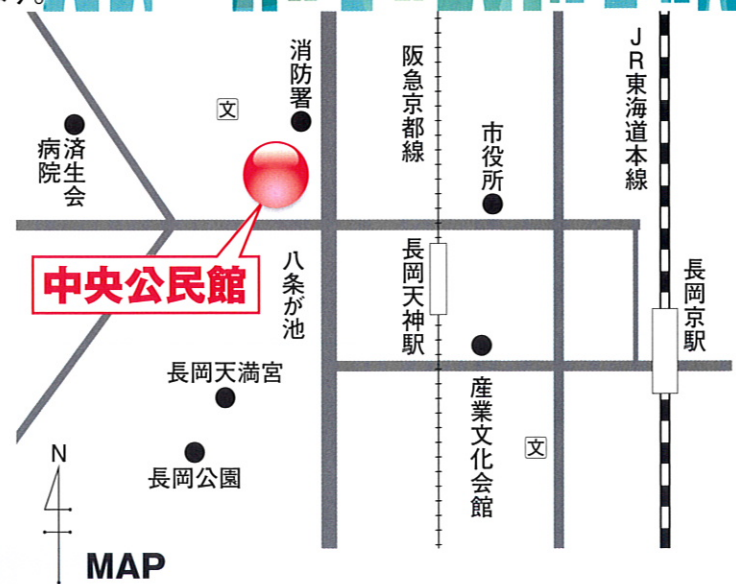 消防署
阪急京都線
JR東海道本線
文
済生会
病院
市役所
中央公民館
八条が池
長岡天神駅
長岡京駅
長岡天満宮
産業文化会館
文
長岡公園
N
MAP